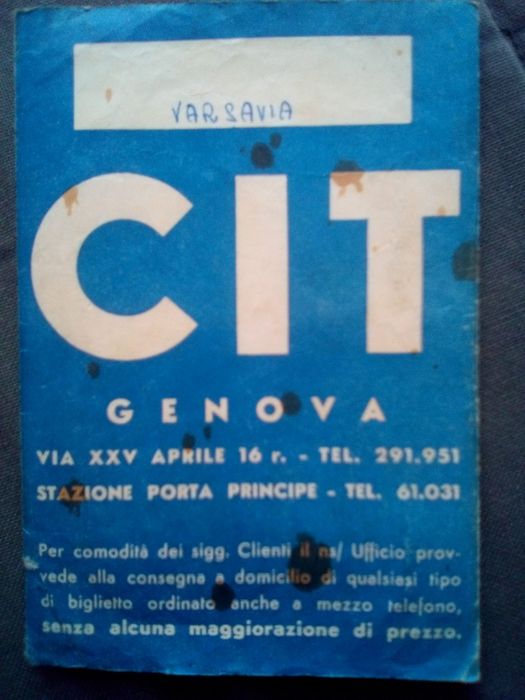 VARSAVIA
CIT
GENOVA
VIA XXV APRILE 16 r. - TEL. 291.951
STAZIONE PORTA PRINCIPE - TEL. 61.031
Per comodità dei sigg. Clienti il ns/ Ufficio prov-
vede alla consegna a domicilio di qualsiasi tipo
di biglietto ordinato anche a mezzo telefono,
senza alcuna maggiorazione di prezzo.